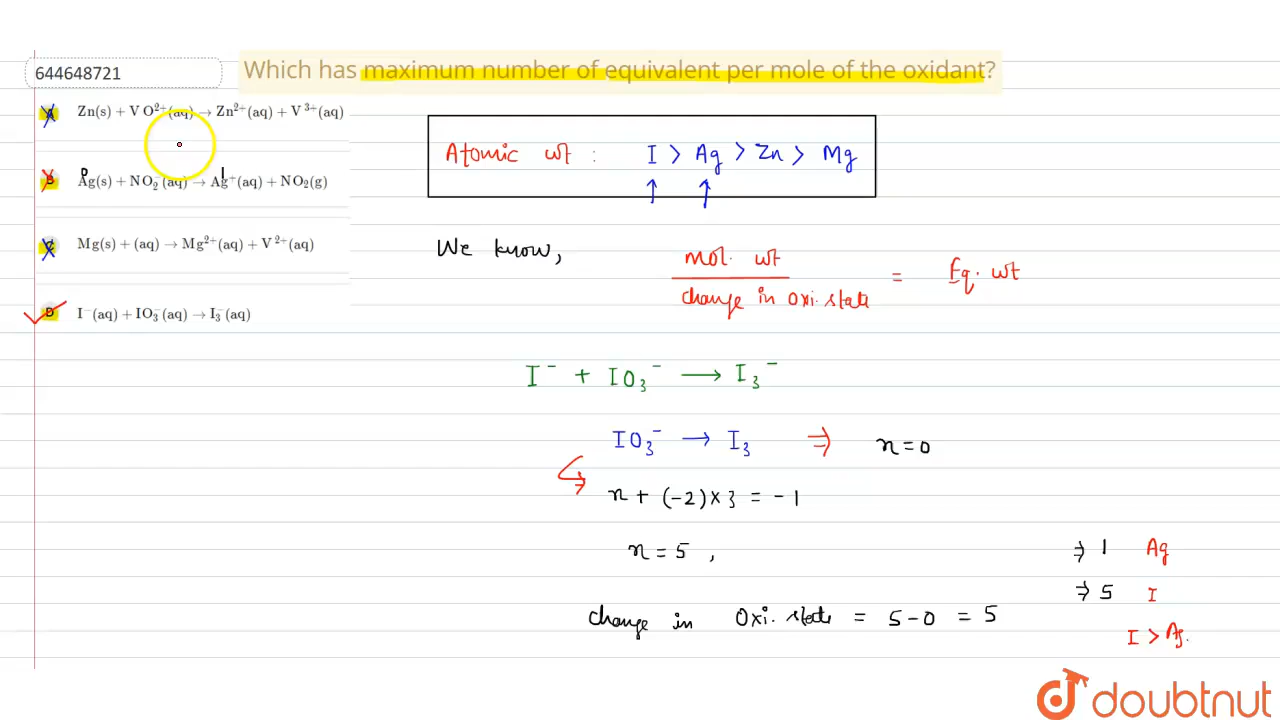 644648721
Which has maximum number of equivalent per mole of the oxidant?
A Zn(s) + V O²⁺(aq) → Zn²⁺(aq) + V ³⁺(aq)
0 1
B Ag(s) + NO₂⁻(aq) → Ag⁺(aq) + NO₂(g)
C Mg(s) + (aq) → Mg²⁺(aq) + V ²⁺(aq)
D I⁻(aq) + IO₃⁻(aq) → I₃⁻(aq)
Atomic wt : I > Ag > Zn > Mg
We know,
mol. wt
change in oxi. state
= Eq. wt
I⁻ + IO₃⁻ → I₃⁻
IO₃⁻ → I₃ ⇒ n = 0
n + (-2) × 3 = -1
n = 5 ,
change in Oxi. state = 5 - 0 = 5
⇒ 1 Ag
⇒ 5 I
I > Ag.
doubtnut